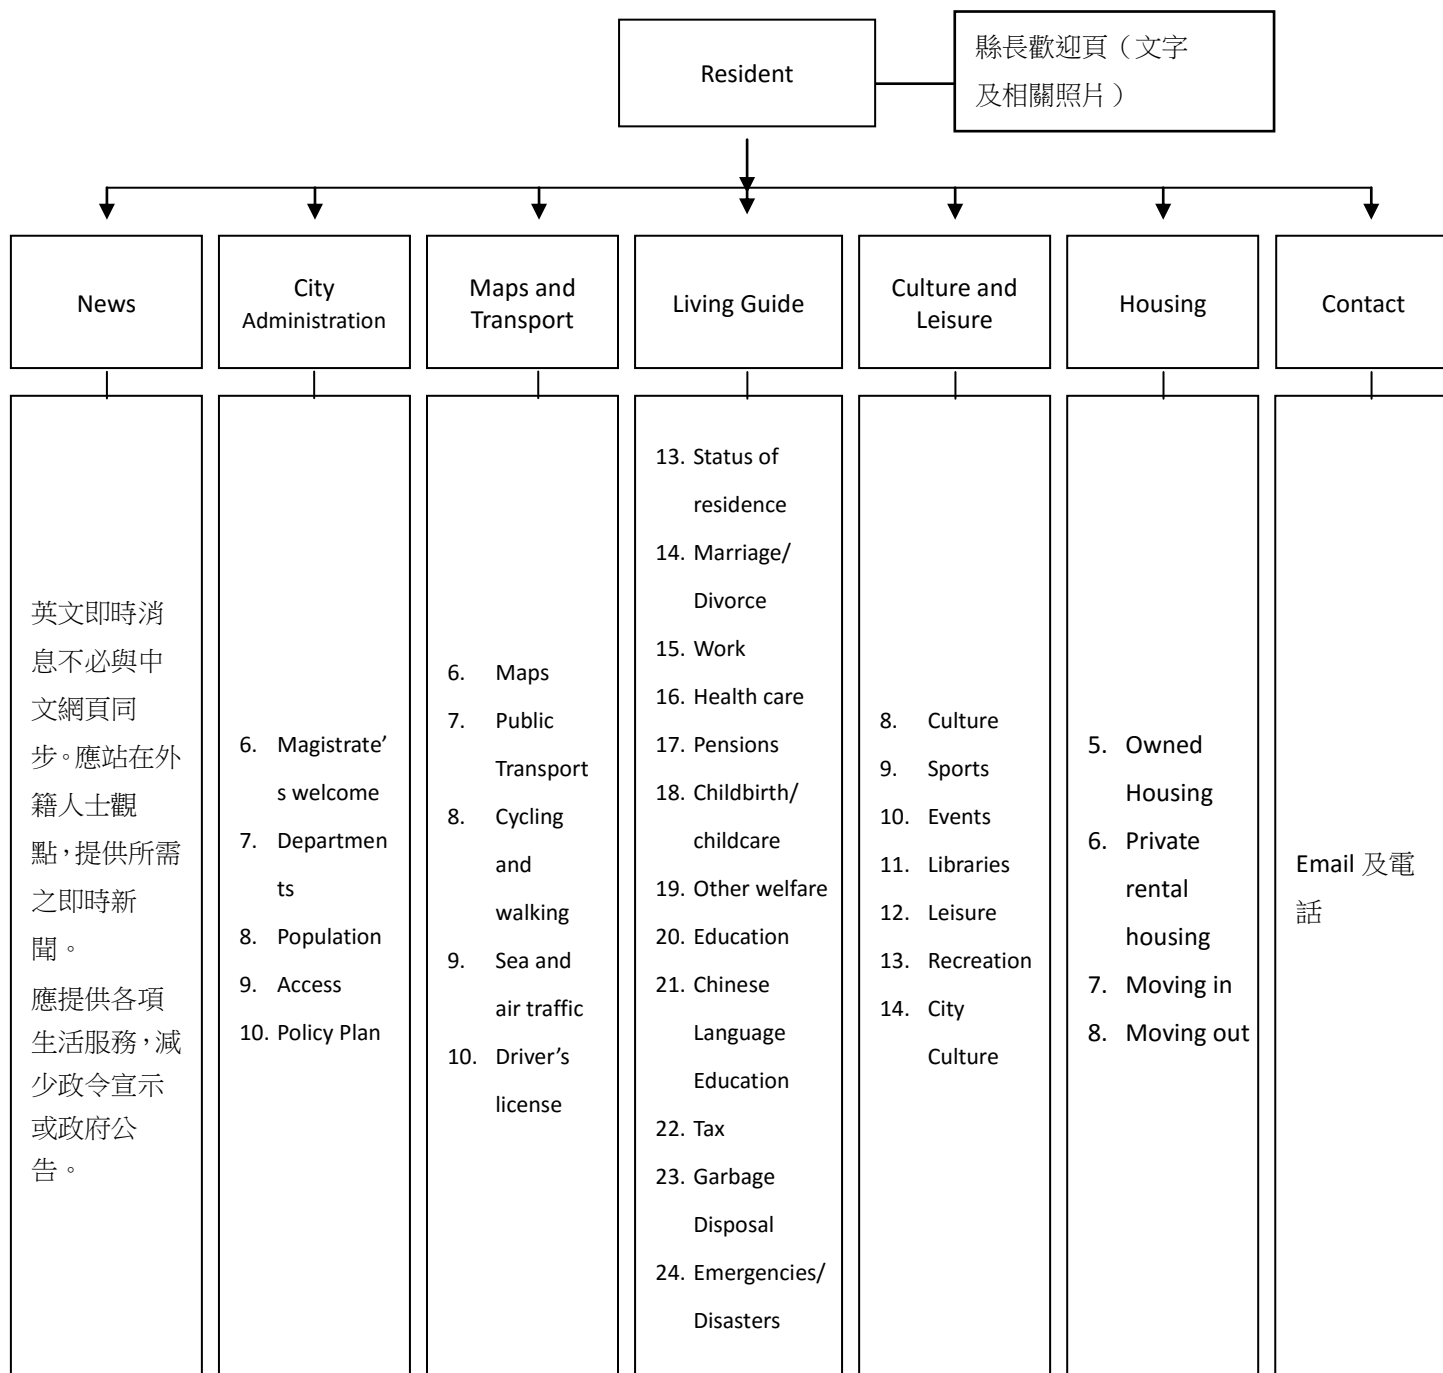 Resident
縣長歡迎頁（文字
及相關照片）
News
City
Administration
Maps and
Transport
Living Guide
Culture and
Leisure
Housing
Contact
英文即時消
息不必與中
文網頁同
步。應站在外
籍人士觀
點，提供所需
之即時新
聞。
應提供各項
生活服務，減
少政令宣示
或政府公
告。
6. Magistrate’
s welcome
7. Departmen
ts
8. Population
9. Access
10. Policy Plan
6. Maps
7. Public
Transport
8. Cycling
and
walking
9. Sea and
air traffic
10. Driver’s
license
13. Status of
residence
14. Marriage/
Divorce
15. Work
16. Health care
17. Pensions
18. Childbirth/
childcare
19. Other welfare
20. Education
21. Chinese
Language
Education
22. Tax
23. Garbage
Disposal
24. Emergencies/
Disasters
8. Culture
9. Sports
10. Events
11. Libraries
12. Leisure
13. Recreation
14. City
Culture
5. Owned
Housing
6. Private
rental
housing
7. Moving in
8. Moving out
Email 及電
話